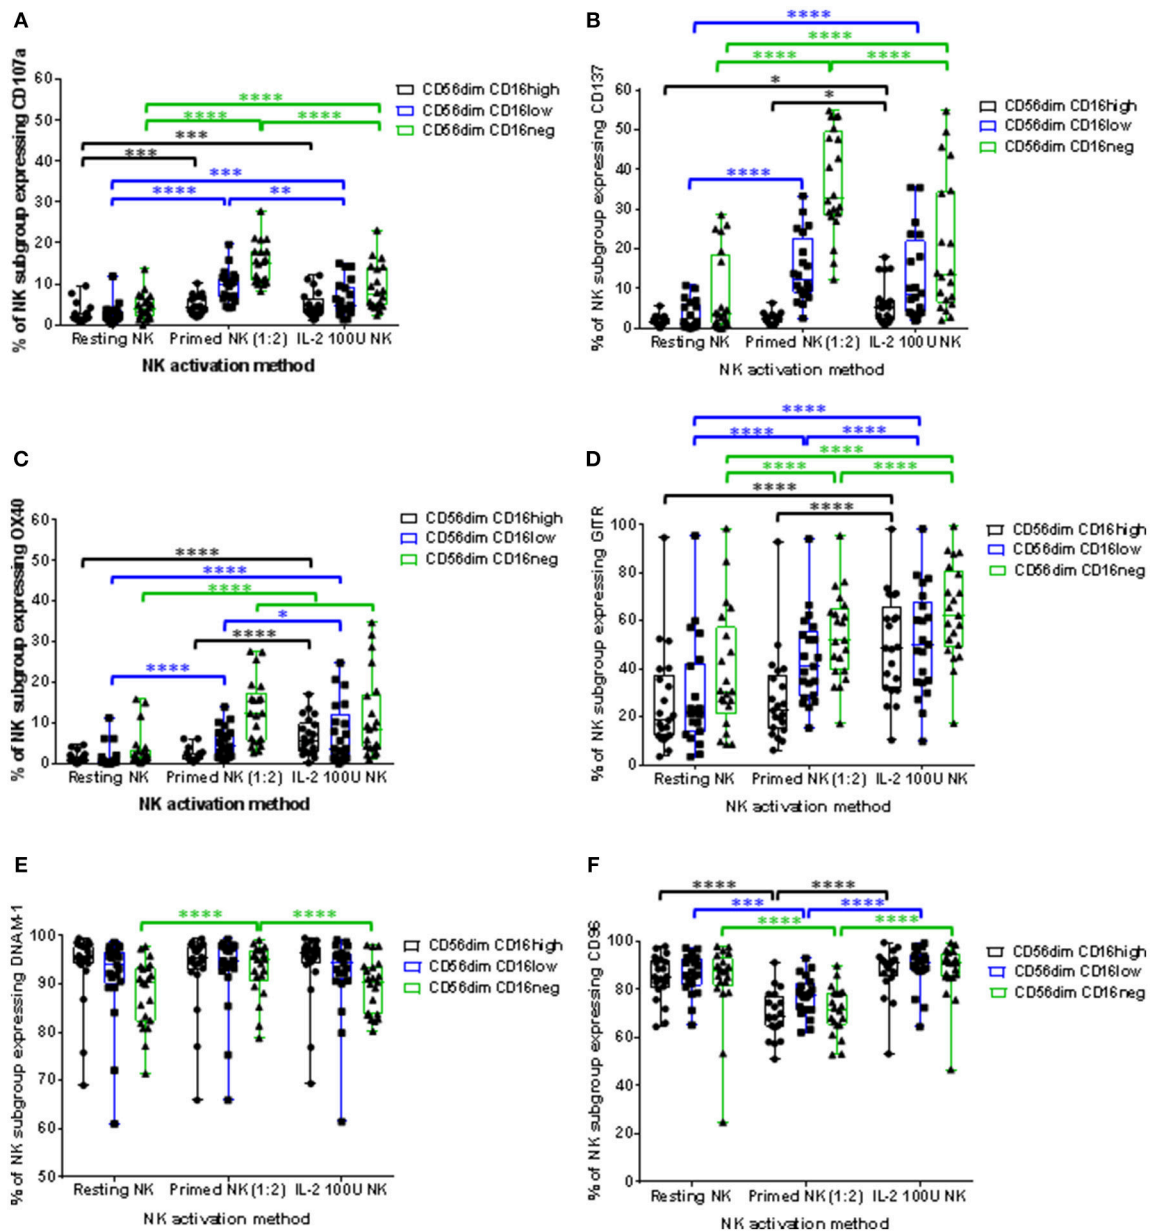 A
% of NK subgroup expressing CD107a
60
50
40
30
20
10
0
**** 
**** ****
***
***
***
**** **
CD56dim CD16high
CD56dim CD16low
CD56dim CD16neg
Resting NK Primed NK (1:2) IL-2 100U NK
NK activation method
B
% of NK subgroup expressing CD137
60
50
40
30
20
10
0
****
****
**** ****
*
*
****
CD56dim CD16high
CD56dim CD16low
CD56dim CD16neg
Resting NK Primed NK (1:2) IL-2 100U NK
NK activation method
C
% of NK subgroup expressing OX40
60
50
40
30
20
10
0
****
****
****
*
****
****
CD56dim CD16high
CD56dim CD16low
CD56dim CD16neg
Resting NK Primed NK (1:2) IL-2 100U NK
NK activation method
D
% of NK subgroup expressing GITR
100
80
60
40
20
0
****
**** ****
****
**** ****
****
****
CD56dim CD16high
CD56dim CD16low
CD56dim CD16neg
Resting NK Primed NK (1:2) IL-2 100U NK
NK activation method
E
% of NK subgroup expressing DNAM-1
100
90
80
70
60
50
**** ****
CD56dim CD16high
CD56dim CD16low
CD56dim CD16neg
Resting NK Primed NK (1:2) IL-2 100U NK
NK activation method
F
% of NK subgroup expressing CD96
100
80
60
40
20
0
**** ****
*** ****
**** ****
CD56dim CD16high
CD56dim CD16low
CD56dim CD16neg
Resting NK Primed NK (1:2) IL-2 100U NK
NK activation method